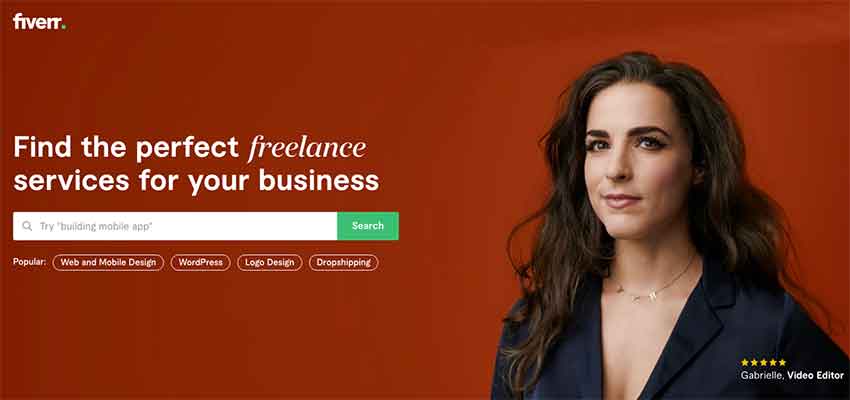 fiverr.
Find the perfect freelance
services for your business
Try "building mobile app"
Search
Popular:
Web and Mobile Design
WordPress
Logo Design
Dropshipping
★★★★★
Gabrielle, Video Editor